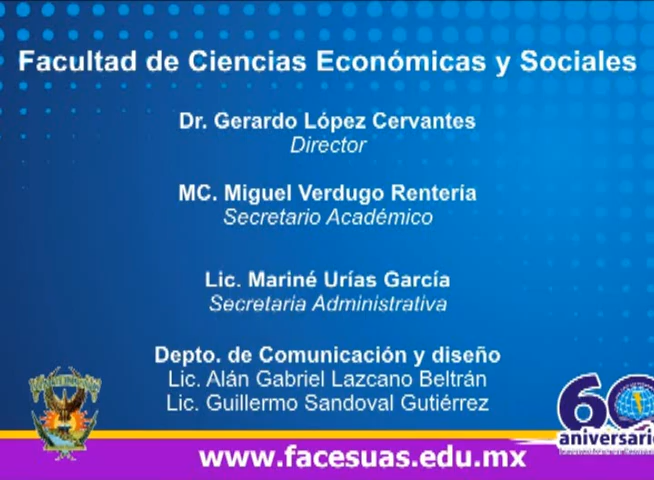 Facultad de Ciencias Económicas y Sociales
Dr. Gerardo López Cervantes
Director
MC. Miguel Verdugo Rentería
Secretario Académico
Lic. Mariné Urías García
Secretaria Administrativa
Depto. de Comunicación y diseño
Lic. Alán Gabriel Lazcano Beltrán
Lic. Guillermo Sandoval Gutiérrez
60
aniversario
www.facesuas.edu.mx